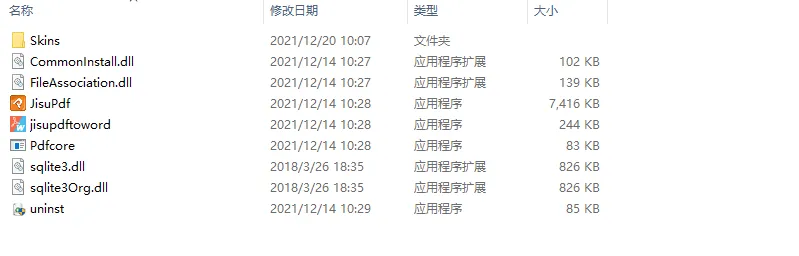 名称 修改日期 类型 大小
Skins 2021/12/20 10:07 文件夹
CommonInstall.dll 2021/12/14 10:27 应用程序扩展 102 KB
FileAssociation.dll 2021/12/14 10:27 应用程序扩展 139 KB
JisuPdf 2021/12/14 10:28 应用程序 7,416 KB
jisupdftoword 2021/12/14 10:28 应用程序 244 KB
Pdfcore 2021/12/14 10:28 应用程序 83 KB
sqlite3.dll 2018/3/26 18:35 应用程序扩展 826 KB
sqlite3Org.dll 2018/3/26 18:35 应用程序扩展 826 KB
uninst 2021/12/14 10:29 应用程序 85 KB